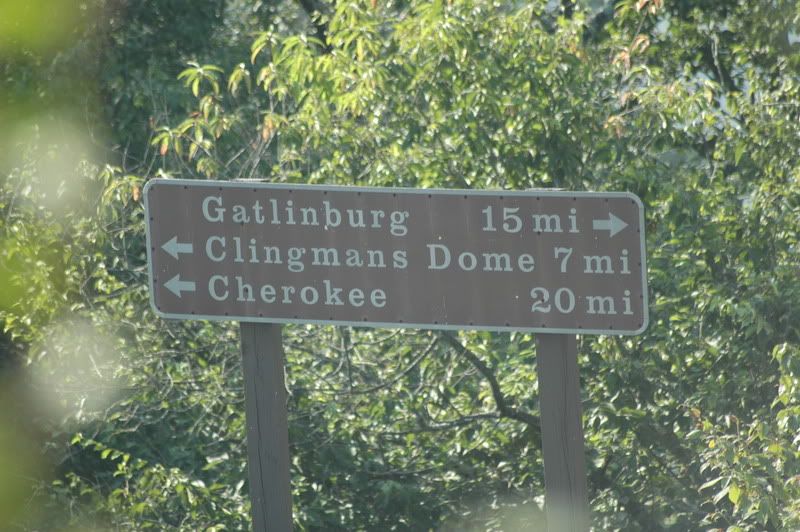 Gatlinburg 15 mi →
← Clingmans Dome 7 mi
← Cherokee 20 mi